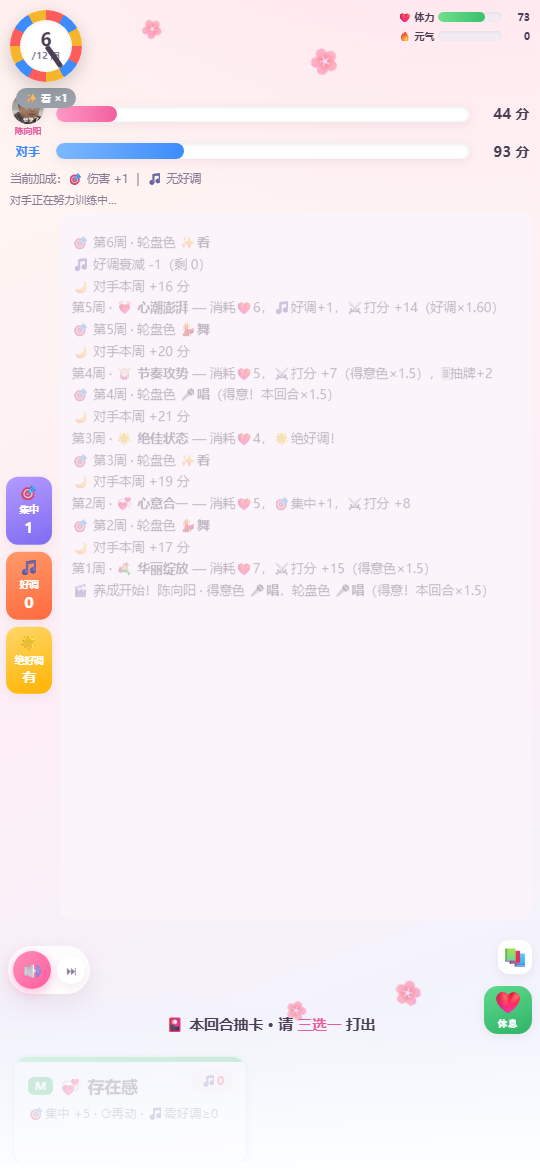 6
/12周
体力 73
元气 0
看 ×1
陈向阳
44 分
对手 93 分
当前加成: 伤害 +1 | 好调 无好调
对手正在努力训练中...
第6周 · 轮盘色 看
好调衰减 -1（剩 0）
对手本周 +16 分
第5周 · 心潮澎湃 — 消耗6, 好调+1, 打分 +14（好调×1.60）
第5周 · 轮盘色 舞
对手本周 +20 分
第4周 · 节奏攻势 — 消耗5, 打分 +7（得意色×1.5）, 抽牌+2
第4周 · 轮盘色 唱（得意！本回合×1.5）
对手本周 +21 分
第3周 · 绝佳状态 — 消耗4, 绝好调！
第3周 · 轮盘色 看
对手本周 +19 分
第2周 · 心意合一 — 消耗5, 集中+1, 打分 +8
第2周 · 轮盘色 舞
对手本周 +17 分
第1周 · 华丽绽放 — 消耗7, 打分 +15（得意色×1.5）
养成开始！陈向阳 · 得意色 唱, 轮盘色 唱（得意！本回合×1.5）
集中
1
好调
0
绝好调
有
休息
本回合抽卡 · 请 三选一 打出
M 存在感 0
集中 +5 · 再动 · 需好调≥0